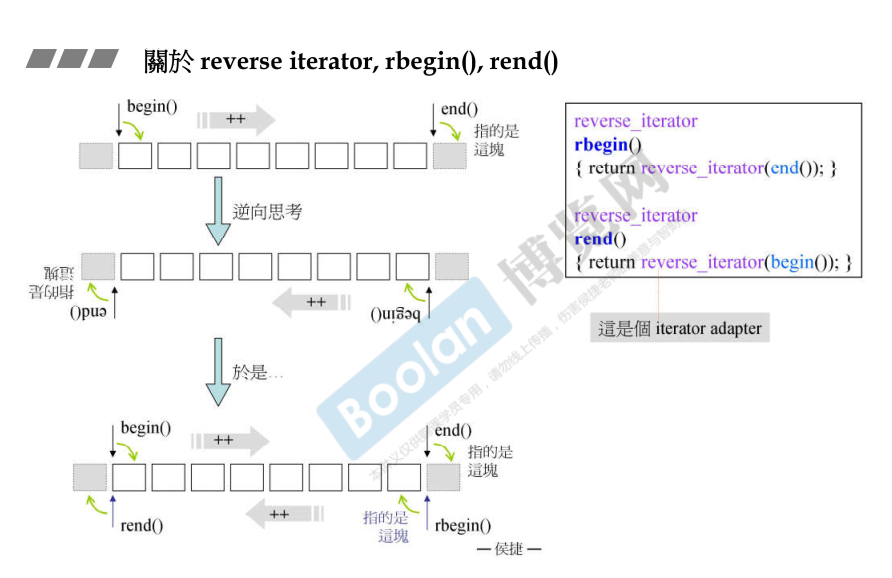 關於 reverse iterator, rbegin(), rend()
begin()
++
end()
指的是
這塊
逆向思考
指的是
這塊
end()
++
begin()
於是…
begin()
++
end()
指的是
這塊
rend()
++
指的是
這塊
rbegin()
reverse_iterator
rbegin()
{ return reverse_iterator(end()); }
reverse_iterator
rend()
{ return reverse_iterator(begin()); }
這是個 iterator adapter
Boolan
博览网
— 侯捷 —